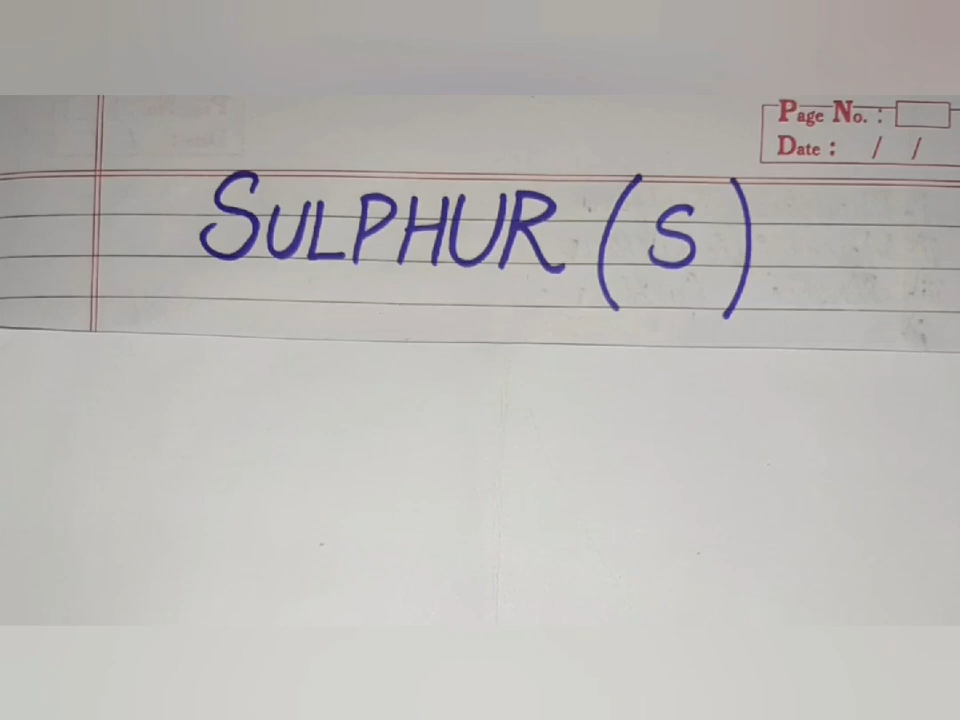 Page No. :
Date : / /
SULPHUR (S)